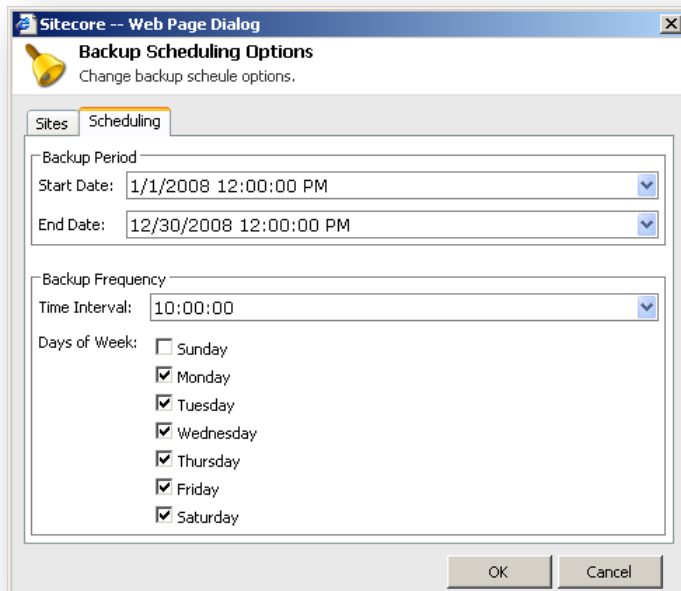 Sitecore -- Web Page Dialog
Backup Scheduling Options
Change backup scheule options.
Sites Scheduling
Backup Period
Start Date: 1/1/2008 12:00:00 PM
End Date: 12/30/2008 12:00:00 PM
Backup Frequency
Time Interval: 10:00:00
Days of Week: Sunday
Monday
Tuesday
Wednesday
Thursday
Friday
Saturday
OK Cancel